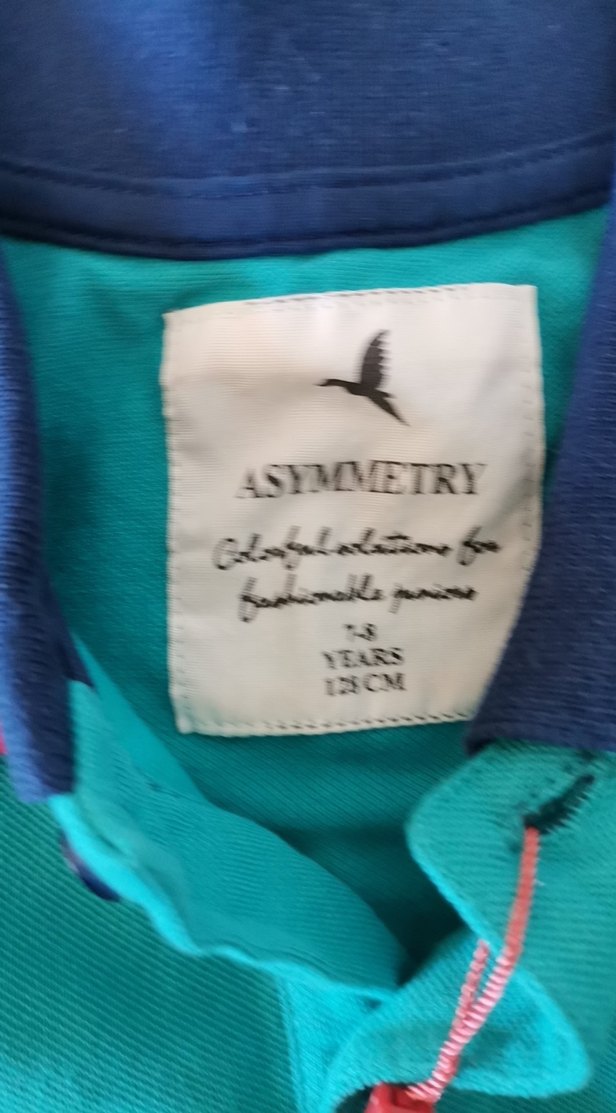 ASYMMETRY
Colorful solutions for
fashionable juniors
7-8
YEARS
128 CM